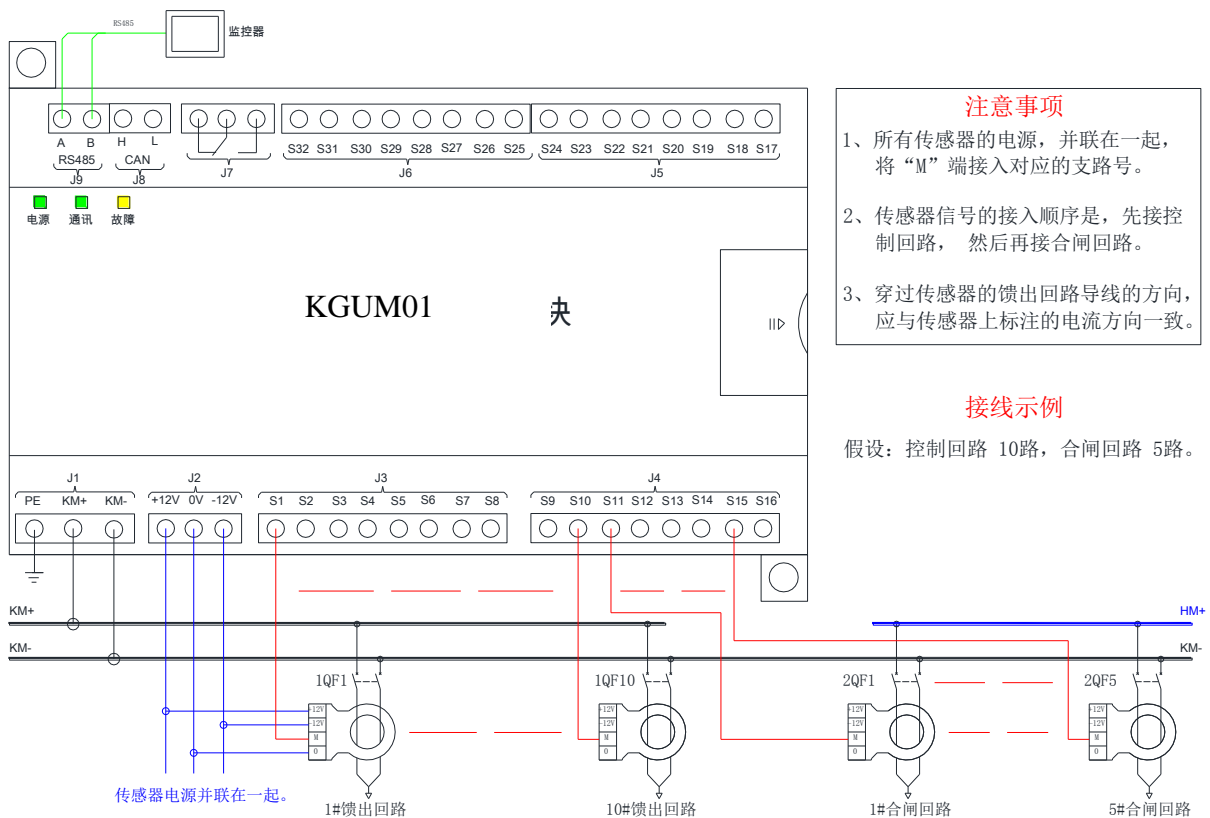 RS485
监控器
A B H L
RS485 CAN
J9 J8 J7 J6 J5
S32 S31 S30 S29 S28 S27 S26 S25 S24 S23 S22 S21 S20 S19 S18 S17
电源 通讯 故障
KGUM01 块
注意事项
1、所有传感器的电源，并联在一起，
将“M”端接入对应的支路号。
2、传感器信号的接入顺序是，先接控
制回路， 然后再接合闸回路。
3、穿过传感器的馈出回路导线的方向，
应与传感器上标注的电流方向一致。
接线示例
假设：控制回路 10路，合闸回路 5路。
J1 J2 J3 J4
PE KM+ KM- +12V 0V -12V S1 S2 S3 S4 S5 S6 S7 S8 S9 S10 S11 S12 S13 S14 S15 S16
KM+ HM+
KM- KM-
1QF1 1QF10 2QF1 2QF5
+12V +12V +12V +12V
-12V -12V -12V -12V
M M M M
0 0 0 0
传感器电源并联在一起。
1#馈出回路 10#馈出回路 1#合闸回路 5#合闸回路